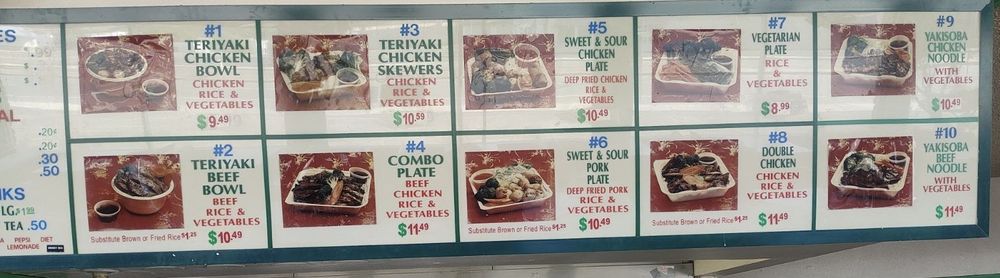 ES
1.99
$
$
$
AL
.20¢
.20¢
.30
.50
KS
LG.$1.99
TEA .50
PEPSI DIET
LEMONADE
#1
TERIYAKI
CHICKEN
BOWL
CHICKEN
RICE &
VEGETABLES
$9.49
#3
TERIYAKI
CHICKEN
SKEWERS
CHICKEN
RICE &
VEGETABLES
$10.59
#5
SWEET & SOUR
CHICKEN
PLATE
DEEP FRIED CHICKEN
RICE &
VEGETABLES
$10.49
#7
VEGETARIAN
PLATE
RICE
&
VEGETABLES
$8.99
#9
YAKISOBA
CHICKEN
NOODLE
WITH
VEGETABLES
$10.49
#2
TERIYAKI
BEEF
BOWL
BEEF
RICE &
VEGETABLES
Substitute Brown or Fried Rice $1.25
$10.49
#4
COMBO
PLATE
BEEF
CHICKEN
RICE &
VEGETABLES
$11.49
#6
SWEET & SOUR
PORK
PLATE
DEEP FRIED PORK
RICE &
VEGETABLES
Substitute Brown or Fried Rice $1.25
$10.49
#8
DOUBLE
CHICKEN
CHICKEN
RICE &
VEGETABLES
Substitute Brown or Fried Rice $1.25
$11.49
#10
YAKISOBA
BEEF
NOODLE
WITH
VEGETABLES
$11.49